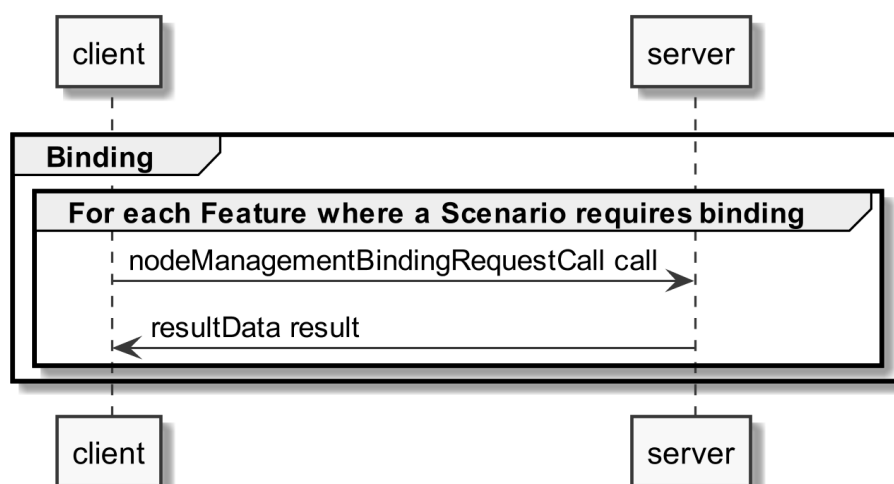 client server
Binding
For each Feature where a Scenario requires binding
nodeManagementBindingRequestCall call
resultData result
client server